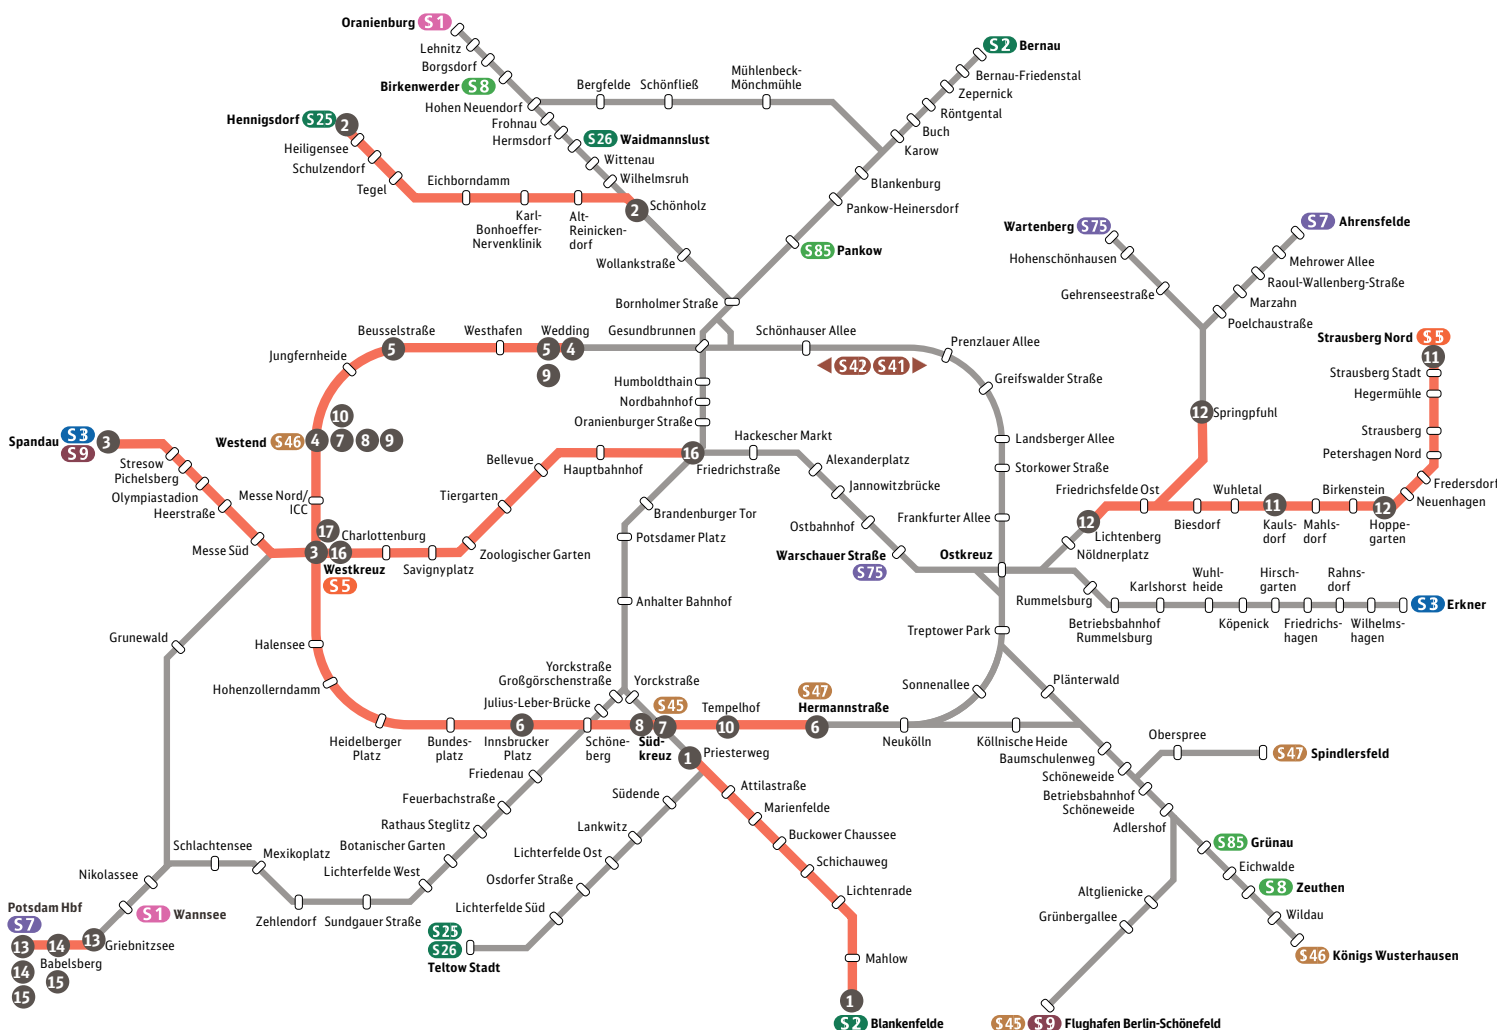 Oranienburg S1
Lehnitz
Borgsdorf
Birkenwerder S8
Hohen Neuendorf
Frohnau
Hermsdorf
S26 Waidmannslust
Wittenau
Wilhelmsruh
Bergfelde
Schönfließ
Mühlenbeck-
Mönchmühle
S2 Bernau
Bernau-Friedenstal
Zepernick
Röntgental
Buch
Karow
Blankenburg
Pankow-Heinersdorf
S85 Pankow
Hennigsdorf S25 2
Heiligensee
Schulzendorf
Tegel
Eichborndamm
Karl-
Bonhoeffer-
Nervenklinik
Alt-
Reinicken-
dorf
2 Schönholz
Wollankstraße
Bornholmer Straße
Wartenberg S75
Hohenschönhausen
Gehrenseestraße
S7 Ahrensfelde
Mehrower Allee
Raoul-Wallenberg-Straße
Marzahn
Poelchaustraße
12 Springpfuhl
Strausberg Nord S5
11
Strausberg Stadt
Hegermühle
Strausberg
Petershagen Nord
Fredersdorf
Neuenhagen
Jungfernheide
Beusselstraße
5
Westhafen
Wedding
5 4
9
Gesundbrunnen
Schönhauser Allee
S42 S41
Prenzlauer Allee
Greifswalder Straße
Landsberger Allee
Storkower Straße
Frankfurter Allee
Humboldthain
Nordbahnhof
Oranienburger Straße
10
Westend S46 4 7 8 9
Spandau S3 3
S9
Stresow
Pichelsberg
Olympiastadion
Heerstraße
Messe Süd
Messe Nord/
ICC
17
3 16
Westkreuz
S5
Charlottenburg
Savignyplatz
Zoologischer Garten
Tiergarten
Bellevue
Hauptbahnhof
16
Friedrichstraße
Hackescher Markt
Alexanderplatz
Jannowitzbrücke
Ostbahnhof
Warschauer Straße
S75
Ostkreuz
Brandenburger Tor
Potsdamer Platz
Anhalter Bahnhof
Friedrichsfelde Ost
12
Lichtenberg
Nöldnerplatz
Biesdorf
Wuhletal
11
Kauls-
dorf
Mahls-
dorf
Birkenstein
12
Hoppe-
garten
Rummelsburg
Betriebsbahnhof
Rummelsburg
Karlshorst
Wuhl-
heide
Köpenick
Hirsch-
garten
Friedrichs-
hagen
Rahns-
dorf
Wilhelms-
hagen
S3 Erkner
Treptower Park
Grunewald
Halensee
Hohenzollerndamm
Heidelberger
Platz
Bundes-
platz
6
Innsbrucker
Platz
Yorckstraße
Großgörschenstraße
Julius-Leber-Brücke
Schöne-
berg
Yorckstraße
S45
8 7
Süd-
kreuz
Tempelhof
10
S47
Hermannstraße
6
Neukölln
Sonnenallee
Plänterwald
Köllnische Heide
Baumschulenweg
Schöneweide
Betriebsbahnhof
Schöneweide
Adlershof
Oberspree
S47 Spindlersfeld
S85 Grünau
Eichwalde
S8 Zeuthen
Wildau
S46 Königs Wusterhausen
Altglienicke
Grünbergallee
S45 S9 Flughafen Berlin-Schönefeld
1 Priesterweg
Attilastraße
Marienfelde
Buckower Chaussee
Schichauweg
Lichtenrade
Mahlow
1
S2 Blankenfelde
Südende
Lankwitz
Lichterfelde Ost
Osdorfer Straße
Lichterfelde Süd
S25
S26
Teltow Stadt
Friedenau
Feuerbachstraße
Rathaus Steglitz
Botanischer Garten
Lichterfelde West
Sundgauer Straße
Zehlendorf
Mexikoplatz
Schlachtensee
Nikolassee
S1 Wannsee
Potsdam Hbf
S7
13 14 13 Griebnitzsee
Babelsberg
14 15
15